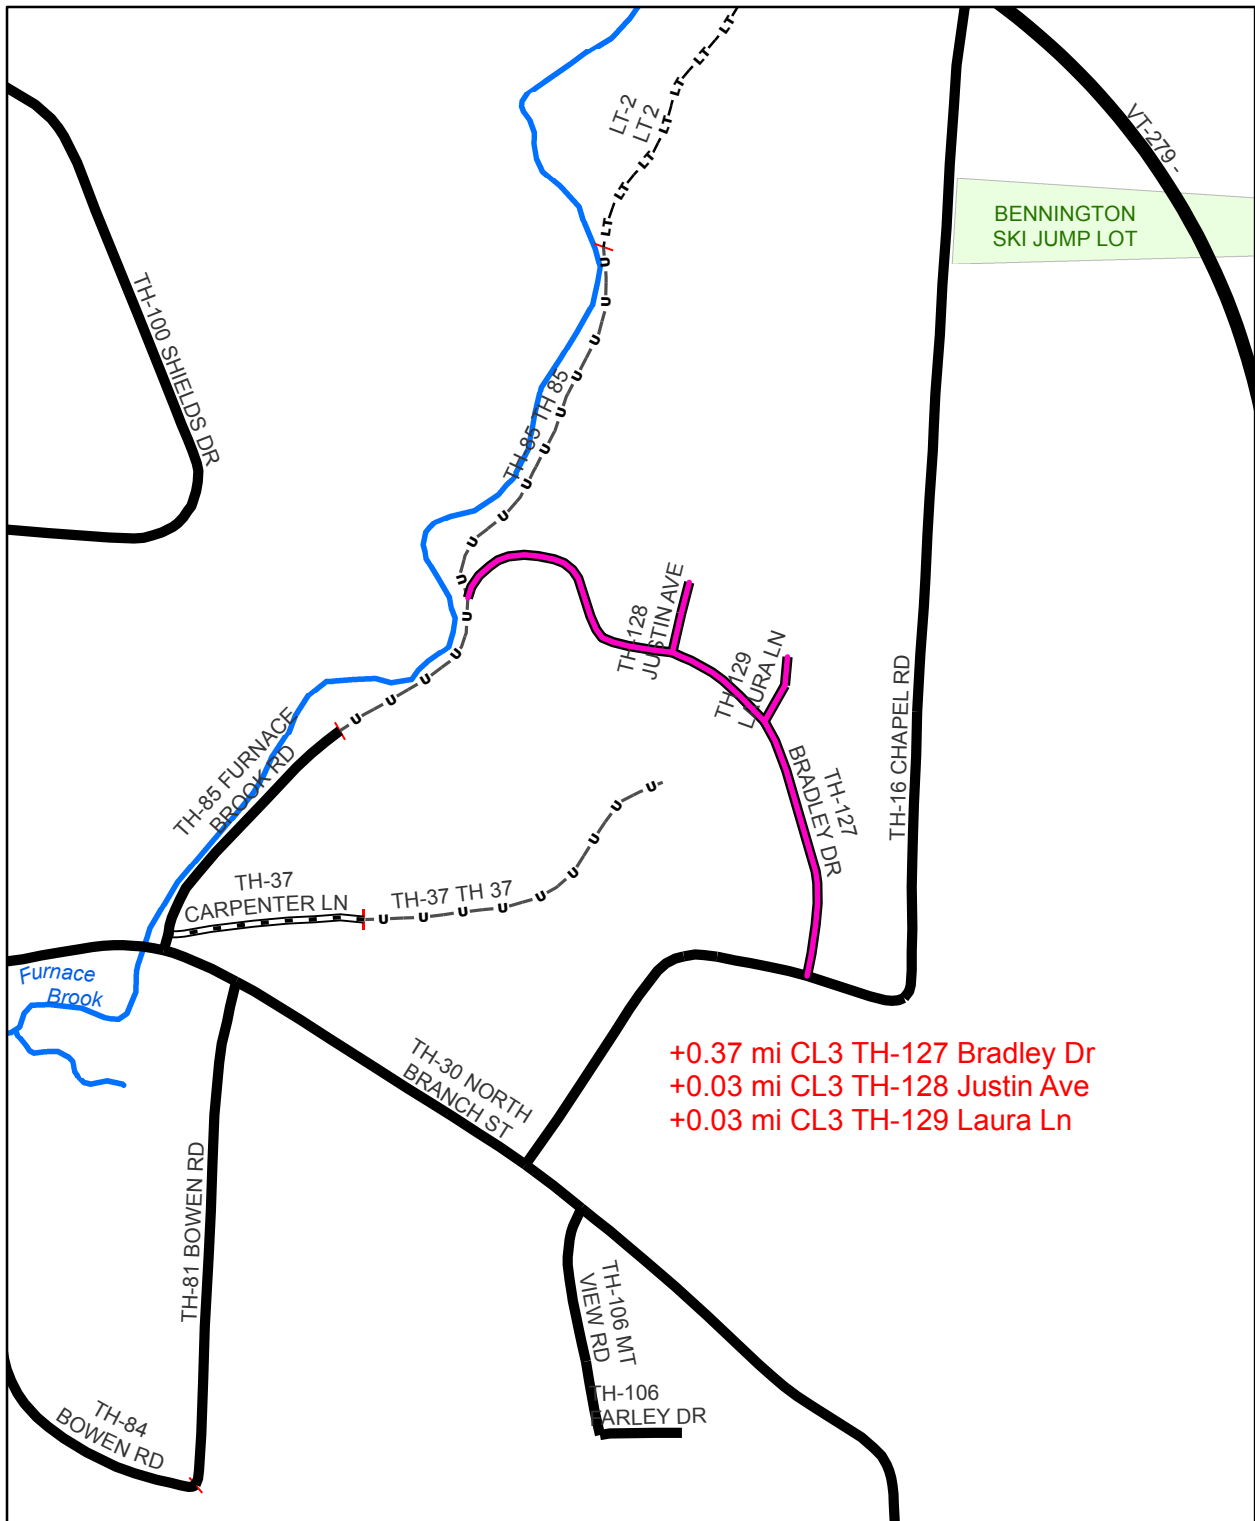 LT-2
LT 2
VT-279 -
BENNINGTON
SKI JUMP LOT
TH-100 SHIELDS DR
TH-85 TH 85
TH-128
JUSTIN AVE
TH-129
LAURA LN
TH-16 CHAPEL RD
TH-85 FURNACE
BROOK RD
TH-127
BRADLEY DR
TH-37
CARPENTER LN
TH-37 TH 37
Furnace
Brook
+0.37 mi CL3 TH-127 Bradley Dr
+0.03 mi CL3 TH-128 Justin Ave
+0.03 mi CL3 TH-129 Laura Ln
TH-30 NORTH
BRANCH ST
TH-81 BOWEN RD
TH-106 MT
VIEW RD
TH-106
FARLEY DR
TH-84
BOWEN RD